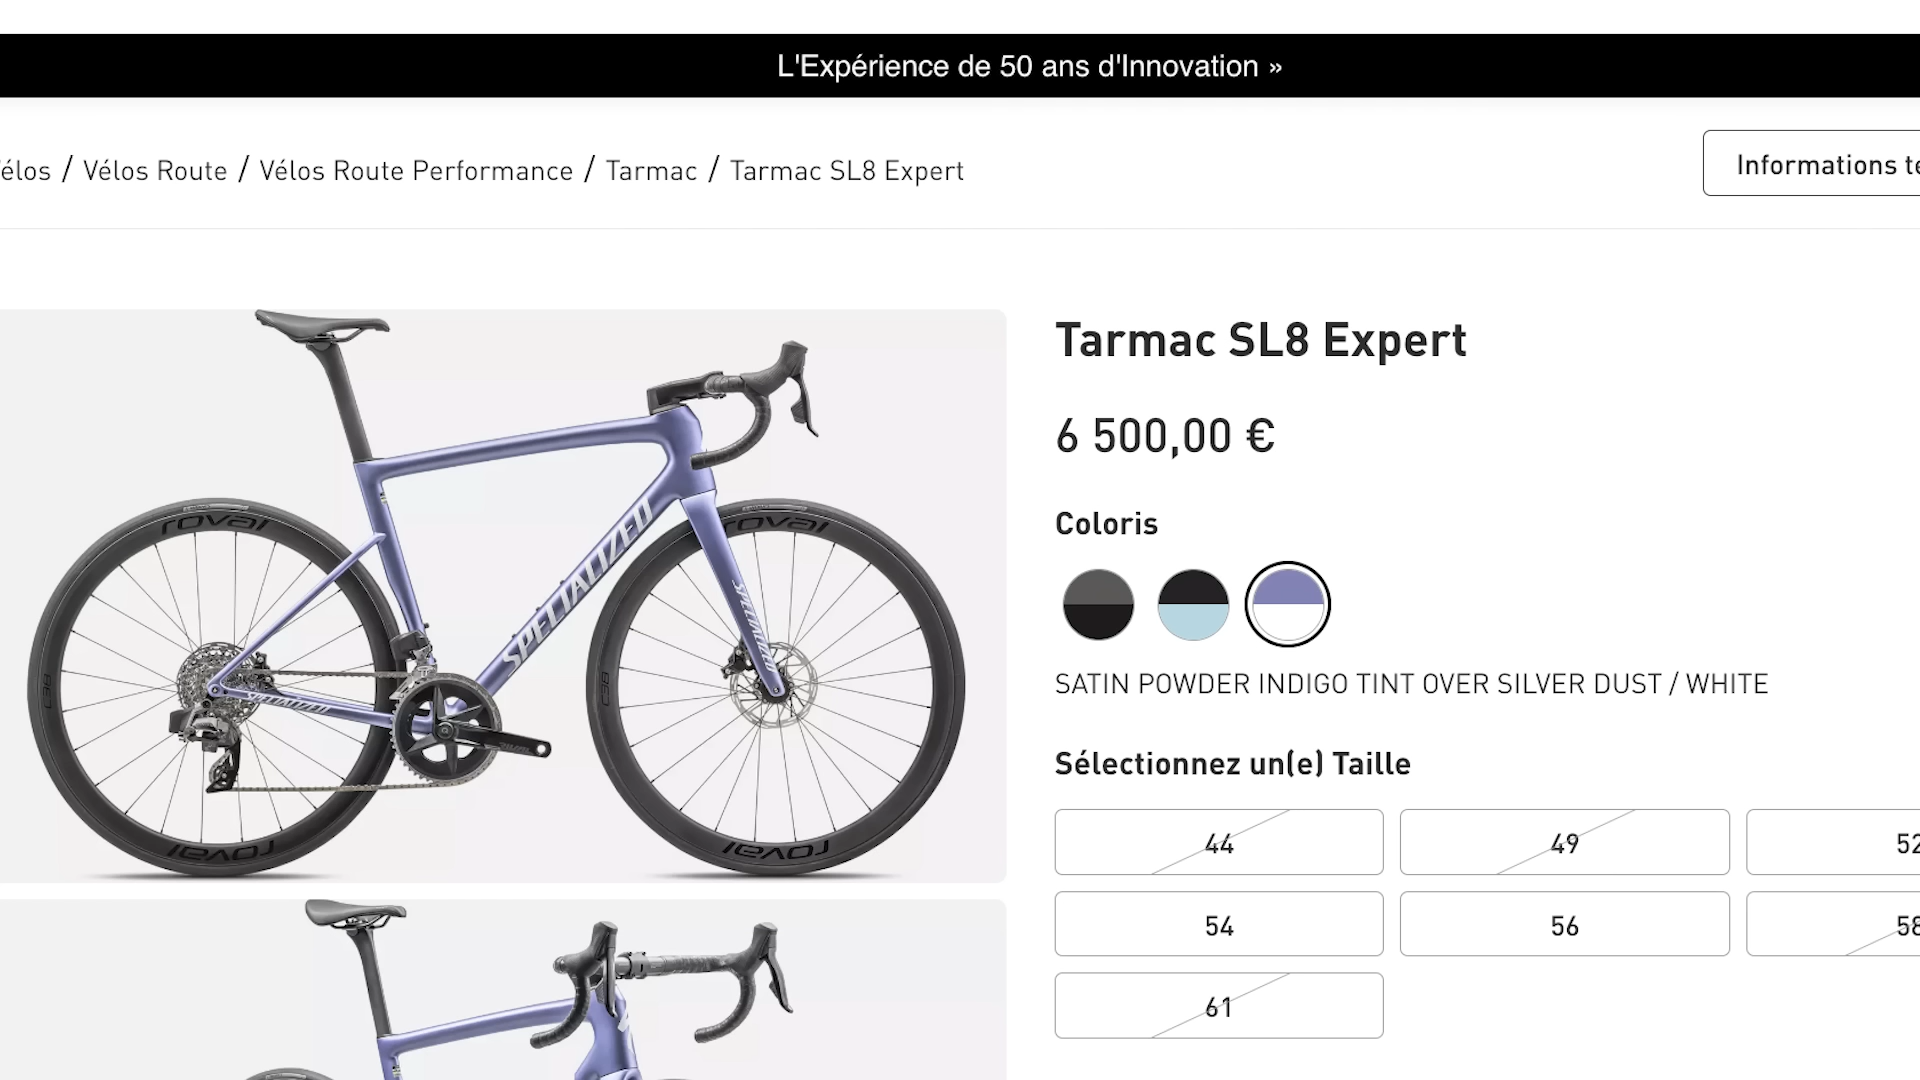 L'Expérience de 50 ans d'Innovation »
élos / Vélos Route / Vélos Route Performance / Tarmac / Tarmac SL8 Expert
Informations te
Tarmac SL8 Expert
6 500,00 €
Coloris
SATIN POWDER INDIGO TINT OVER SILVER DUST / WHITE
Sélectionnez un(e) Taille
44
49
52
54
56
58
61
roval
roval
SPECIALIZED
SPECIALIZED
SPECIALIZED
roval
roval